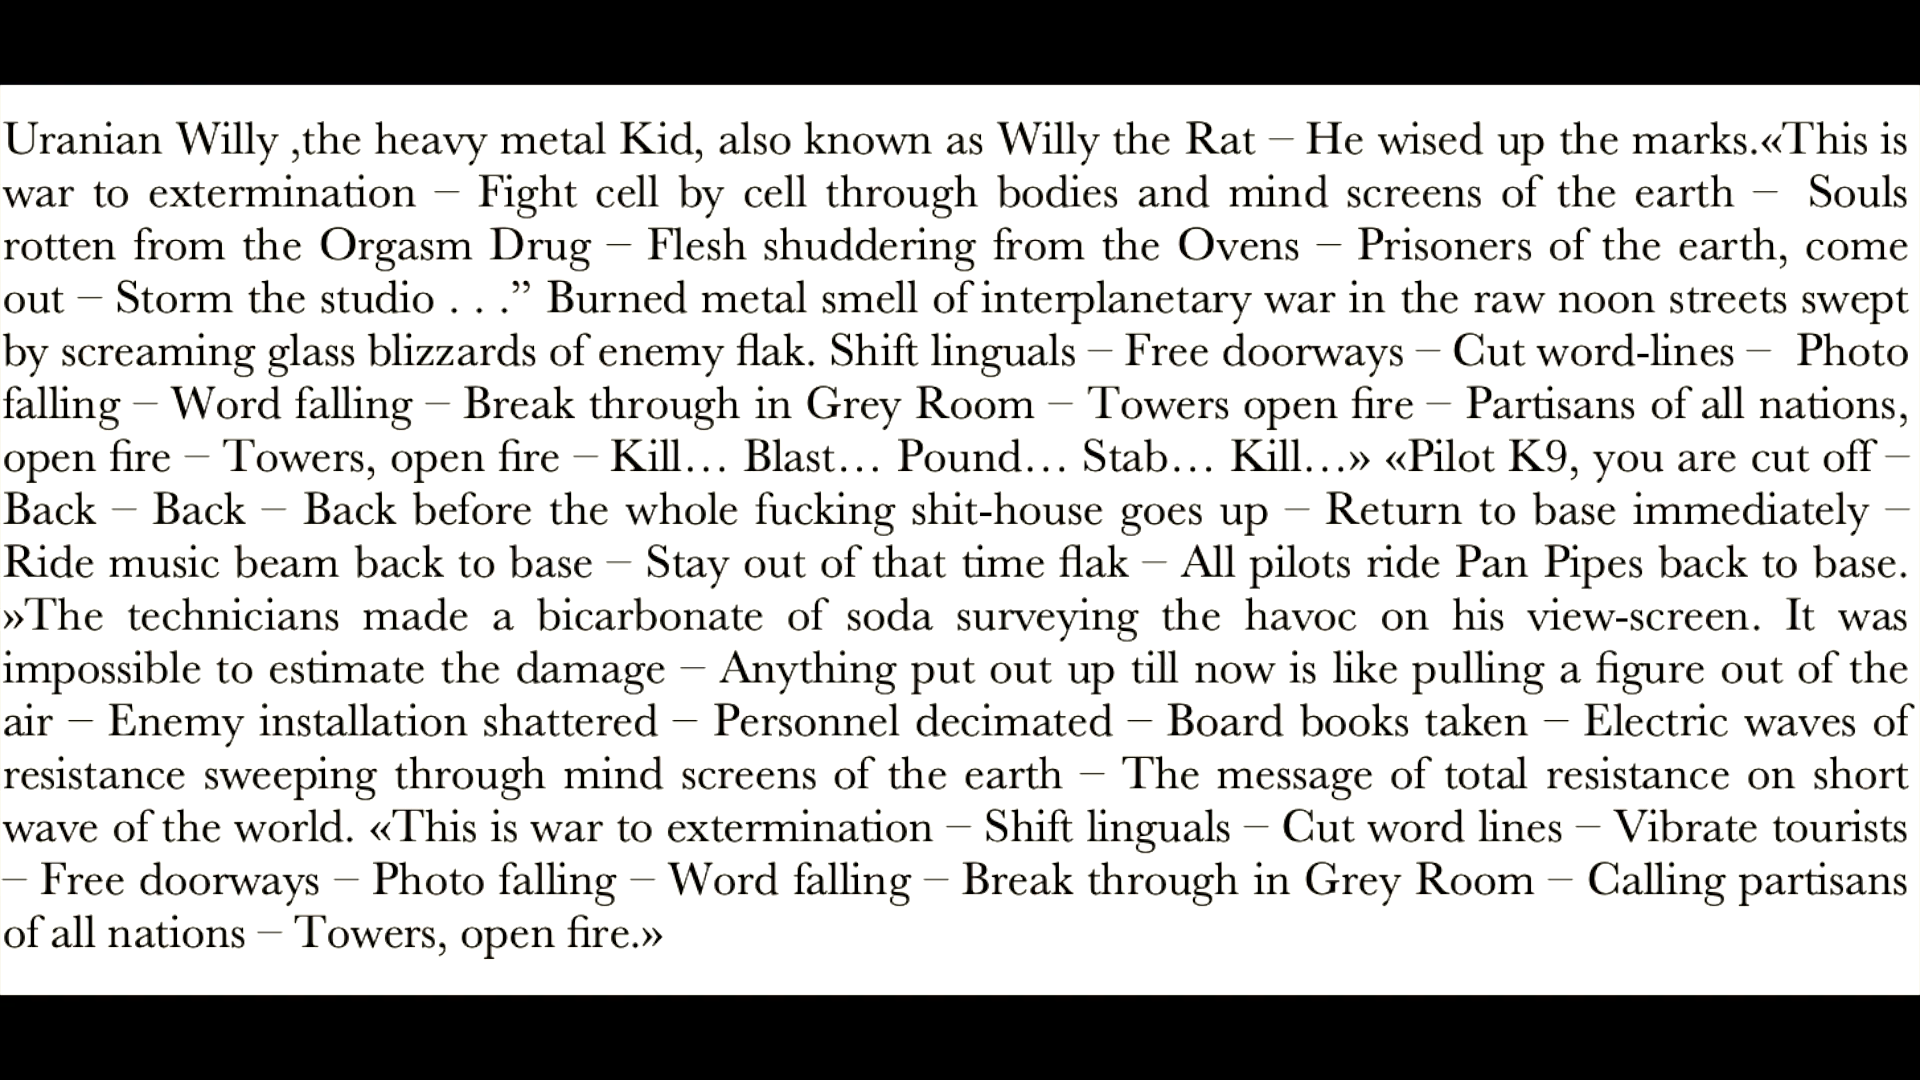 Uranian Willy ,the heavy metal Kid, also known as Willy the Rat – He wised up the marks.«This is
war to extermination – Fight cell by cell through bodies and mind screens of the earth – Souls
rotten from the Orgasm Drug – Flesh shuddering from the Ovens – Prisoners of the earth, come
out – Storm the studio . . .” Burned metal smell of interplanetary war in the raw noon streets swept
by screaming glass blizzards of enemy flak. Shift linguals – Free doorways – Cut word-lines – Photo
falling – Word falling – Break through in Grey Room – Towers open fire – Partisans of all nations,
open fire – Towers, open fire – Kill… Blast… Pound… Stab… Kill…» «Pilot K9, you are cut off –
Back – Back – Back before the whole fucking shit-house goes up – Return to base immediately –
Ride music beam back to base – Stay out of that time flak – All pilots ride Pan Pipes back to base.
»The technicians made a bicarbonate of soda surveying the havoc on his view-screen. It was
impossible to estimate the damage – Anything put out up till now is like pulling a figure out of the
air – Enemy installation shattered – Personnel decimated – Board books taken – Electric waves of
resistance sweeping through mind screens of the earth – The message of total resistance on short
wave of the world. «This is war to extermination – Shift linguals – Cut word lines – Vibrate tourists
– Free doorways – Photo falling – Word falling – Break through in Grey Room – Calling partisans
of all nations – Towers, open fire.»